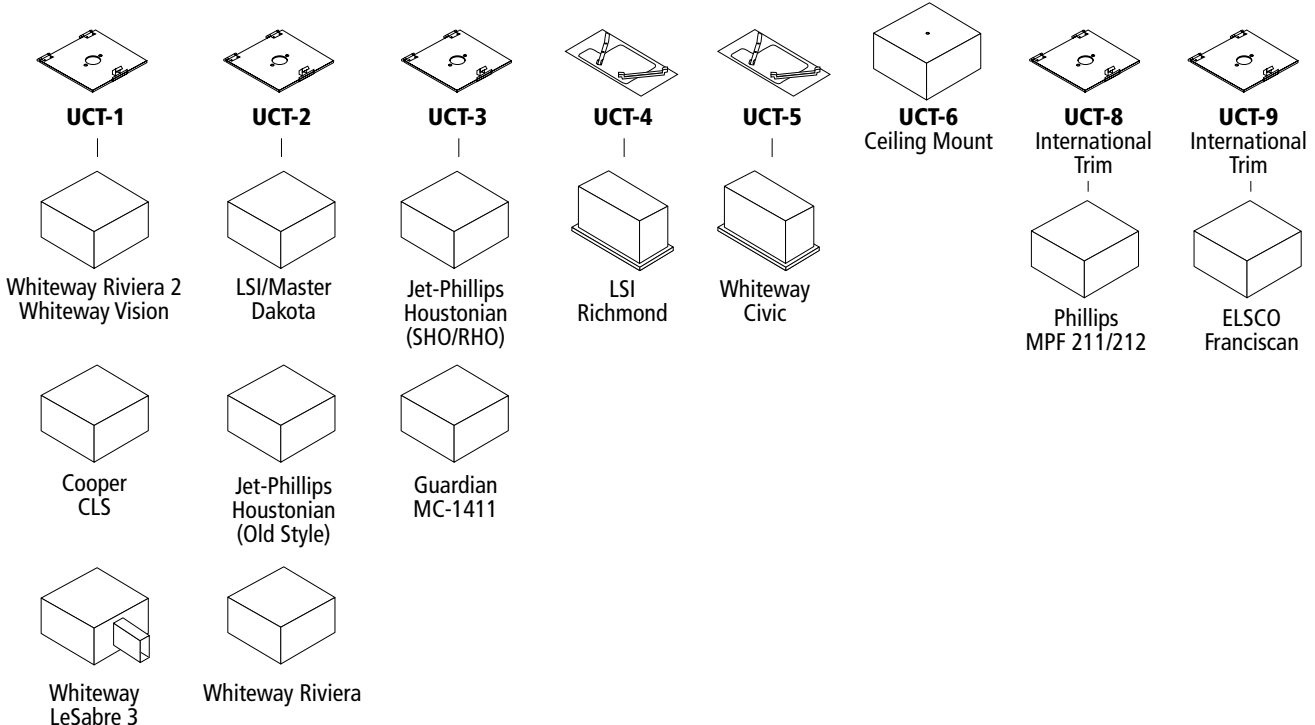 UCT-1
UCT-2
UCT-3
UCT-4
UCT-5
UCT-6
Ceiling Mount
UCT-8
International
Trim
UCT-9
International
Trim
Whiteway Riviera 2
Whiteway Vision
LSI/Master
Dakota
Jet-Phillips
Houstonian
(SHO/RHO)
LSI
Richmond
Whiteway
Civic
Phillips
MPF 211/212
ELSCO
Franciscan
Cooper
CLS
Jet-Phillips
Houstonian
(Old Style)
Guardian
MC-1411
Whiteway
LeSabre 3
Whiteway Riviera